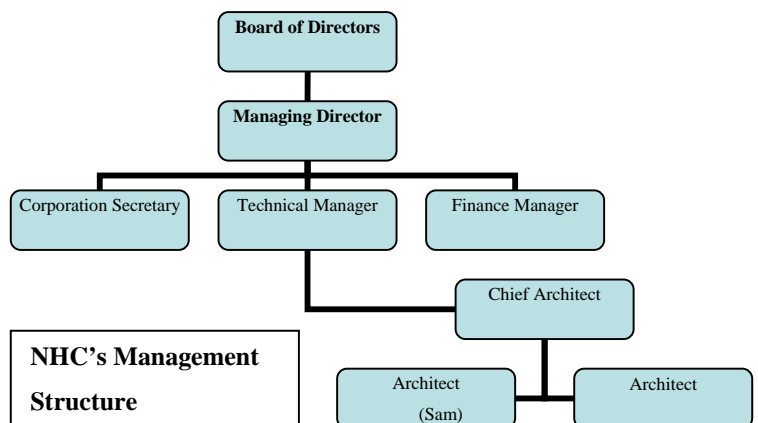 Board of Directors
Managing Director
Corporation Secretary
Technical Manager
Finance Manager
Chief Architect
NHC’s Management
Structure
Architect
(Sam)
Architect